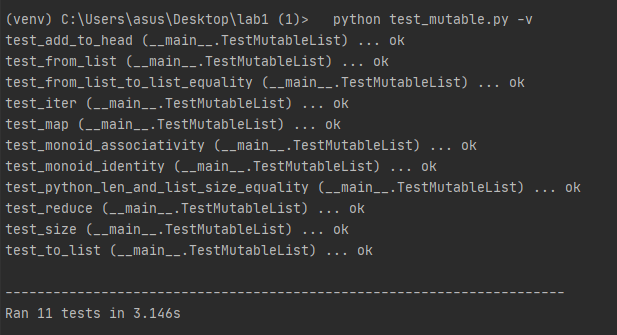 (venv) C:\Users\asus\Desktop\lab1 (1)>   python test_mutable.py -v
test_add_to_head (__main__.TestMutableList) ... ok
test_from_list (__main__.TestMutableList) ... ok
test_from_list_to_list_equality (__main__.TestMutableList) ... ok
test_iter (__main__.TestMutableList) ... ok
test_map (__main__.TestMutableList) ... ok
test_monoid_associativity (__main__.TestMutableList) ... ok
test_monoid_identity (__main__.TestMutableList) ... ok
test_python_len_and_list_size_equality (__main__.TestMutableList) ... ok
test_reduce (__main__.TestMutableList) ... ok
test_size (__main__.TestMutableList) ... ok
test_to_list (__main__.TestMutableList) ... ok
----------------------------------------------------------------------
Ran 11 tests in 3.146s